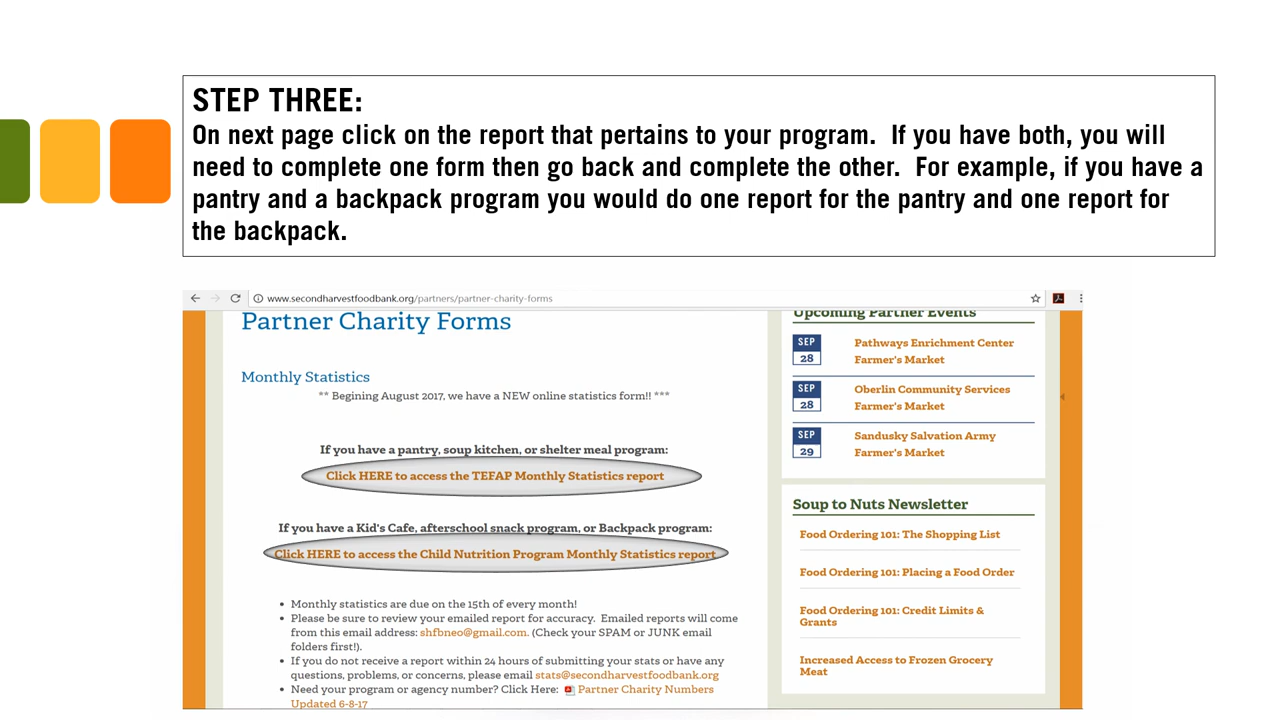 STEP THREE:
On next page click on the report that pertains to your program.  If you have both, you will
need to complete one form then go back and complete the other.  For example, if you have a
pantry and a backpack program you would do one report for the pantry and one report for
the backpack.
www.secondharvestfoodbank.org/partners/partner-charity-forms
Partner Charity Forms
Monthly Statistics
** Begining August 2017, we have a NEW online statistics form!! ***
If you have a pantry, soup kitchen, or shelter meal program:
Click HERE to access the TEFAP Monthly Statistics report
If you have a Kid's Cafe, afterschool snack program, or Backpack program:
Click HERE to access the Child Nutrition Program Monthly Statistics report
• Monthly statistics are due on the 15th of every month!
• Please be sure to review your emailed report for accuracy.  Emailed reports will come
from this email address: shfbneo@gmail.com. (Check your SPAM or JUNK email
folders first!).
• If you do not receive a report within 24 hours of submitting your stats or have any
questions, problems, or concerns, please email stats@secondharvestfoodbank.org
• Need your program or agency number? Click Here: Partner Charity Numbers
Updated 6-8-17
Upcoming Partner Events
SEP
28
Pathways Enrichment Center
Farmer's Market
SEP
28
Oberlin Community Services
Farmer's Market
SEP
29
Sandusky Salvation Army
Farmer's Market
Soup to Nuts Newsletter
Food Ordering 101: The Shopping List
Food Ordering 101: Placing a Food Order
Food Ordering 101: Credit Limits &
Grants
Increased Access to Frozen Grocery
Meat